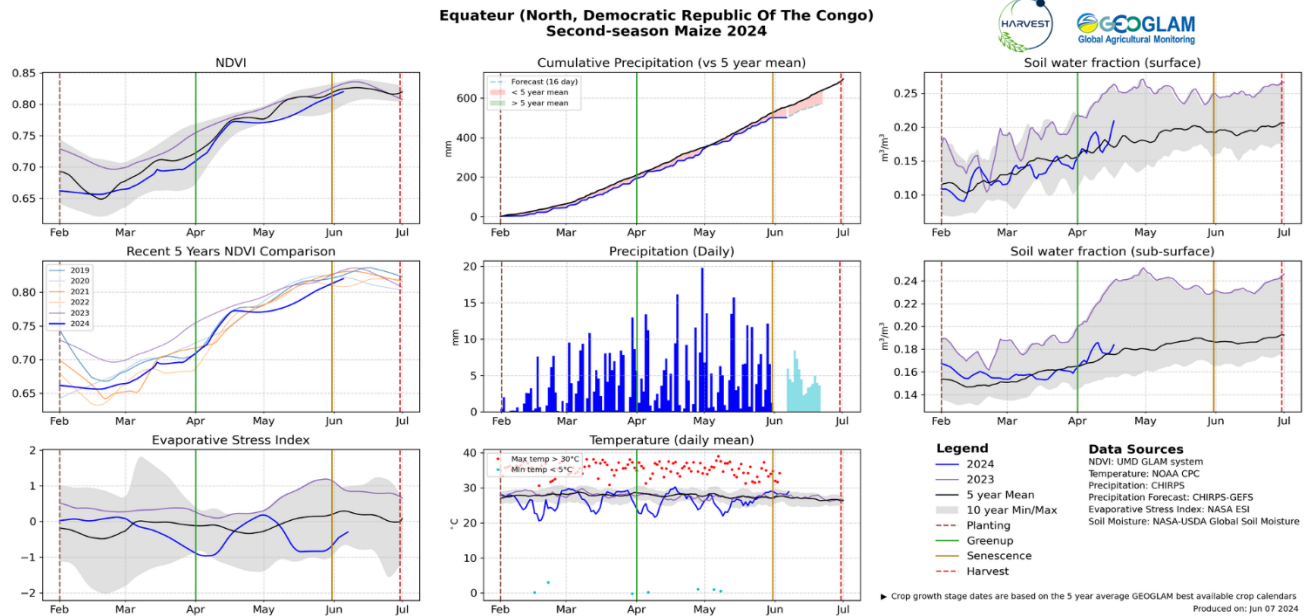 Equateur (North, Democratic Republic Of The Congo)
Second-season Maize 2024
HARVEST
GEOGLAM
Global Agricultural Monitoring
NDVI
0.85
0.80
0.75
0.70
0.65
Feb Mar Apr May Jun Jul
Cumulative Precipitation (vs 5 year mean)
Forecast (16 day)
< 5 year mean
> 5 year mean
600
400
200
0
mm
Feb Mar Apr May Jun Jul
Soil water fraction (surface)
0.25
0.20
0.15
0.10
m³/m³
Feb Mar Apr May Jun Jul
Recent 5 Years NDVI Comparison
2019
2020
2021
2022
2023
2024
0.80
0.75
0.70
0.65
Feb Mar Apr May Jun Jul
Precipitation (Daily)
20
15
10
5
0
mm
Feb Mar Apr May Jun Jul
Soil water fraction (sub-surface)
0.24
0.22
0.20
0.18
0.16
0.14
m³/m³
Feb Mar Apr May Jun Jul
Evaporative Stress Index
2
1
0
−1
−2
Feb Mar Apr May Jun Jul
Temperature (daily mean)
Max temp > 30°C
Min temp < 5°C
40
30
20
10
0
°C
Feb Mar Apr May Jun Jul
Legend
2024
2023
5 year Mean
10 year Min/Max
Planting
Greenup
Senescence
Harvest
Data Sources
NDVI: UMD GLAM system
Temperature: NOAA CPC
Precipitation: CHIRPS
Precipitation Forecast: CHIRPS-GEFS
Evaporative Stress Index: NASA ESI
Soil Moisture: NASA-USDA Global Soil Moisture
► Crop growth stage dates are based on the 5 year average GEOGLAM best available crop calendars
Produced on: Jun 07 2024